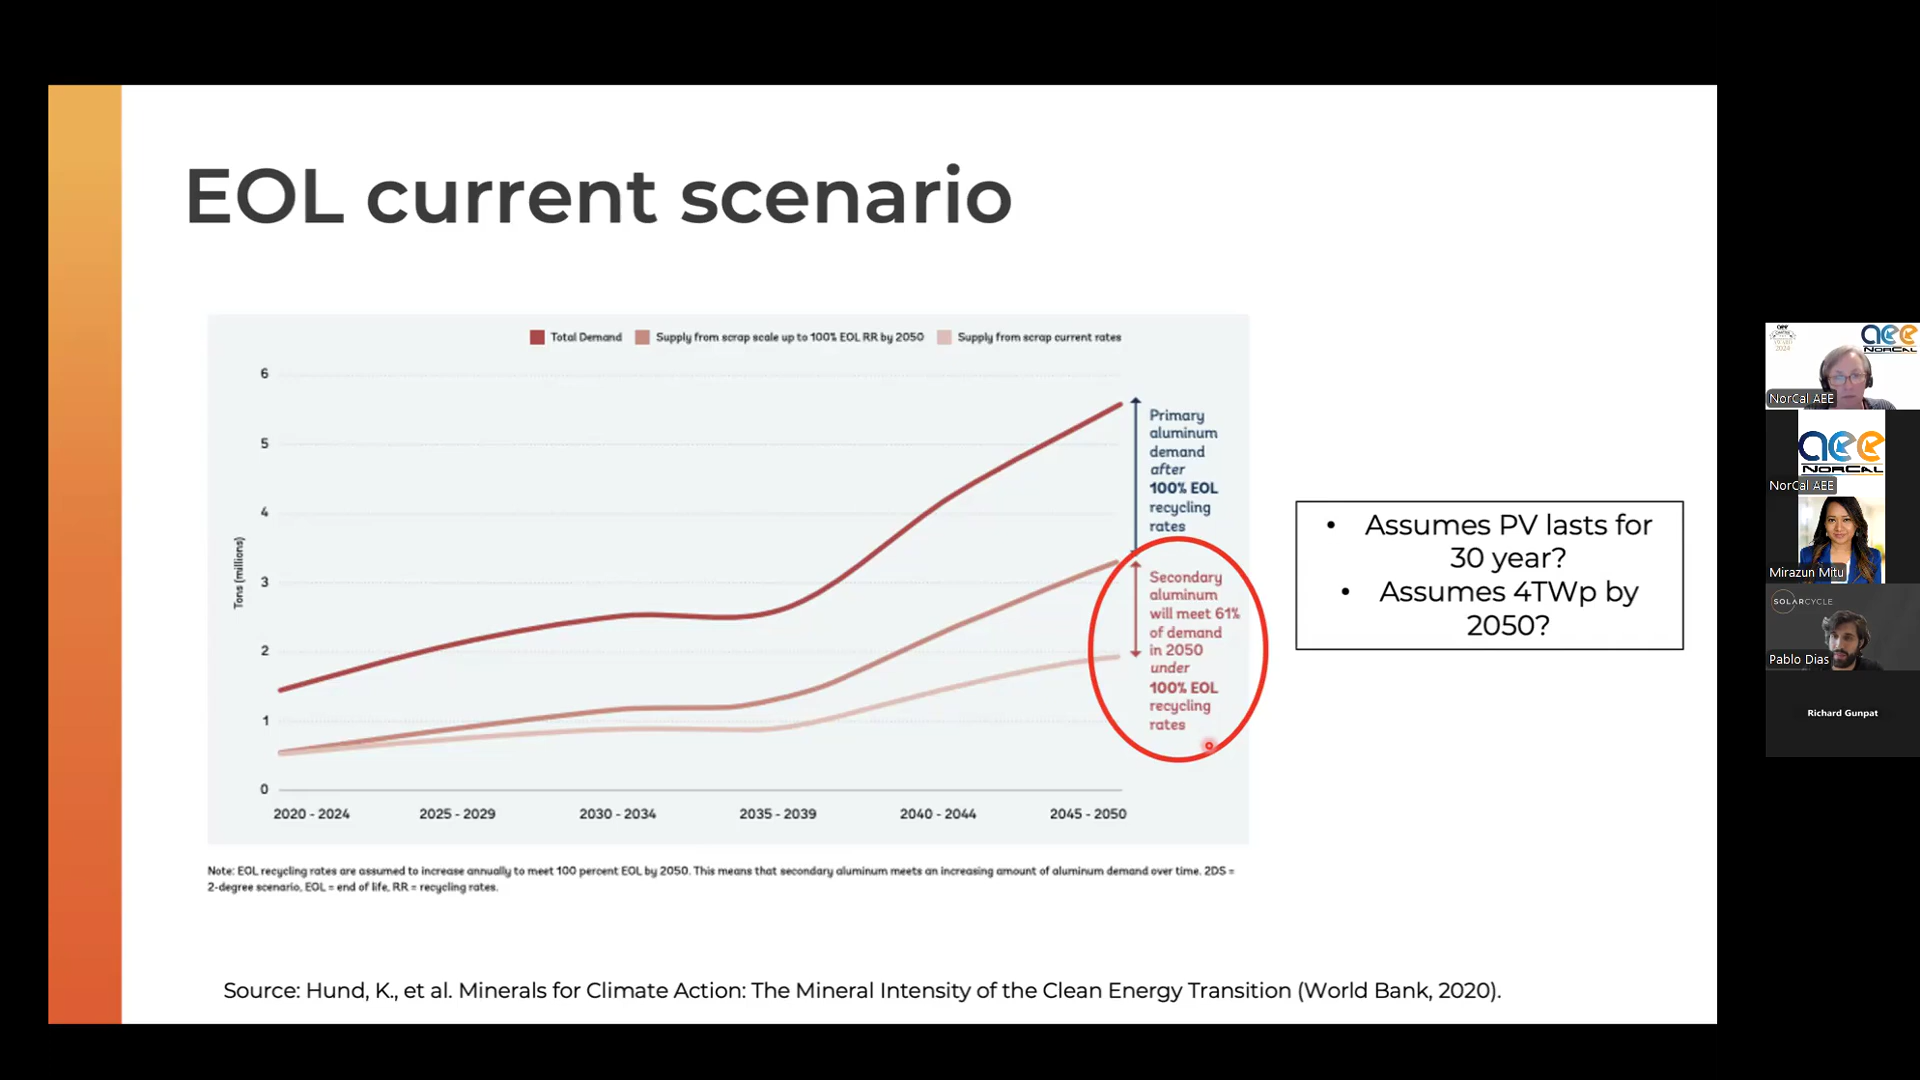 EOL current scenario
Total Demand
Supply from scrap scale up to 100% EOL RR by 2050
Supply from scrap current rates
6
5
4
3
2
1
0
Tons (millions)
2020 - 2024
2025 - 2029
2030 - 2034
2035 - 2039
2040 - 2044
2045 - 2050
Primary
aluminum
demand
after
100% EOL
recycling
rates
Secondary
aluminum
will meet 61%
of demand
in 2050
under
100% EOL
recycling
rates
• Assumes PV lasts for
30 year?
• Assumes 4TWp by
2050?
Note: EOL recycling rates are assumed to increase annually to meet 100 percent EOL by 2050. This means that secondary aluminum meets an increasing amount of aluminum demand over time. 2DS =
2-degree scenario, EOL = end of life, RR = recycling rates.
Source: Hund, K., et al. Minerals for Climate Action: The Mineral Intensity of the Clean Energy Transition (World Bank, 2020).
aee
NORCAL
NorCal AEE
aee
NORCAL
NorCal AEE
Mirazun Mitu
SOLARCYCLE
Pablo Dias
Richard Gunpat